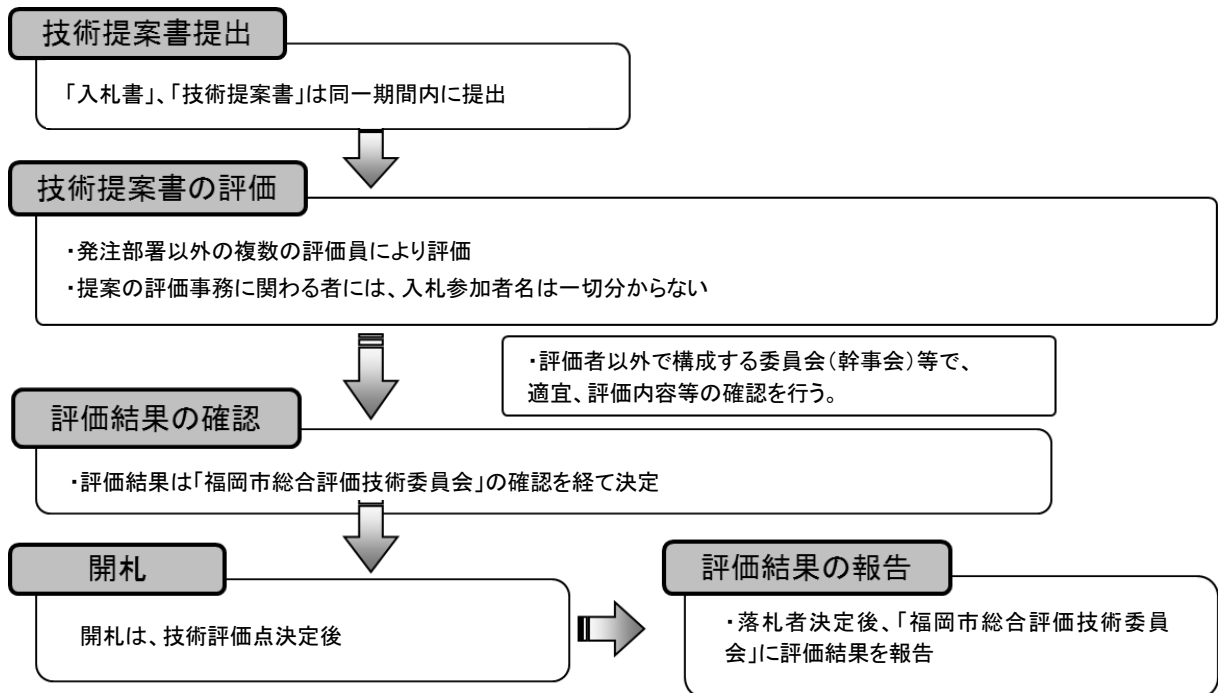 技術提案書提出
「入札書」、「技術提案書」は同一期間内に提出
技術提案書の評価
・発注部署以外の複数の評価員により評価
・提案の評価事務に関わる者には、入札参加者名は一切分からない
・評価者以外で構成する委員会(幹事会)等で、
適宜、評価内容等の確認を行う。
評価結果の確認
・評価結果は「福岡市総合評価技術委員会」の確認を経て決定
開札
開札は、技術評価点決定後
評価結果の報告
・落札者決定後、「福岡市総合評価技術委員
会」に評価結果を報告